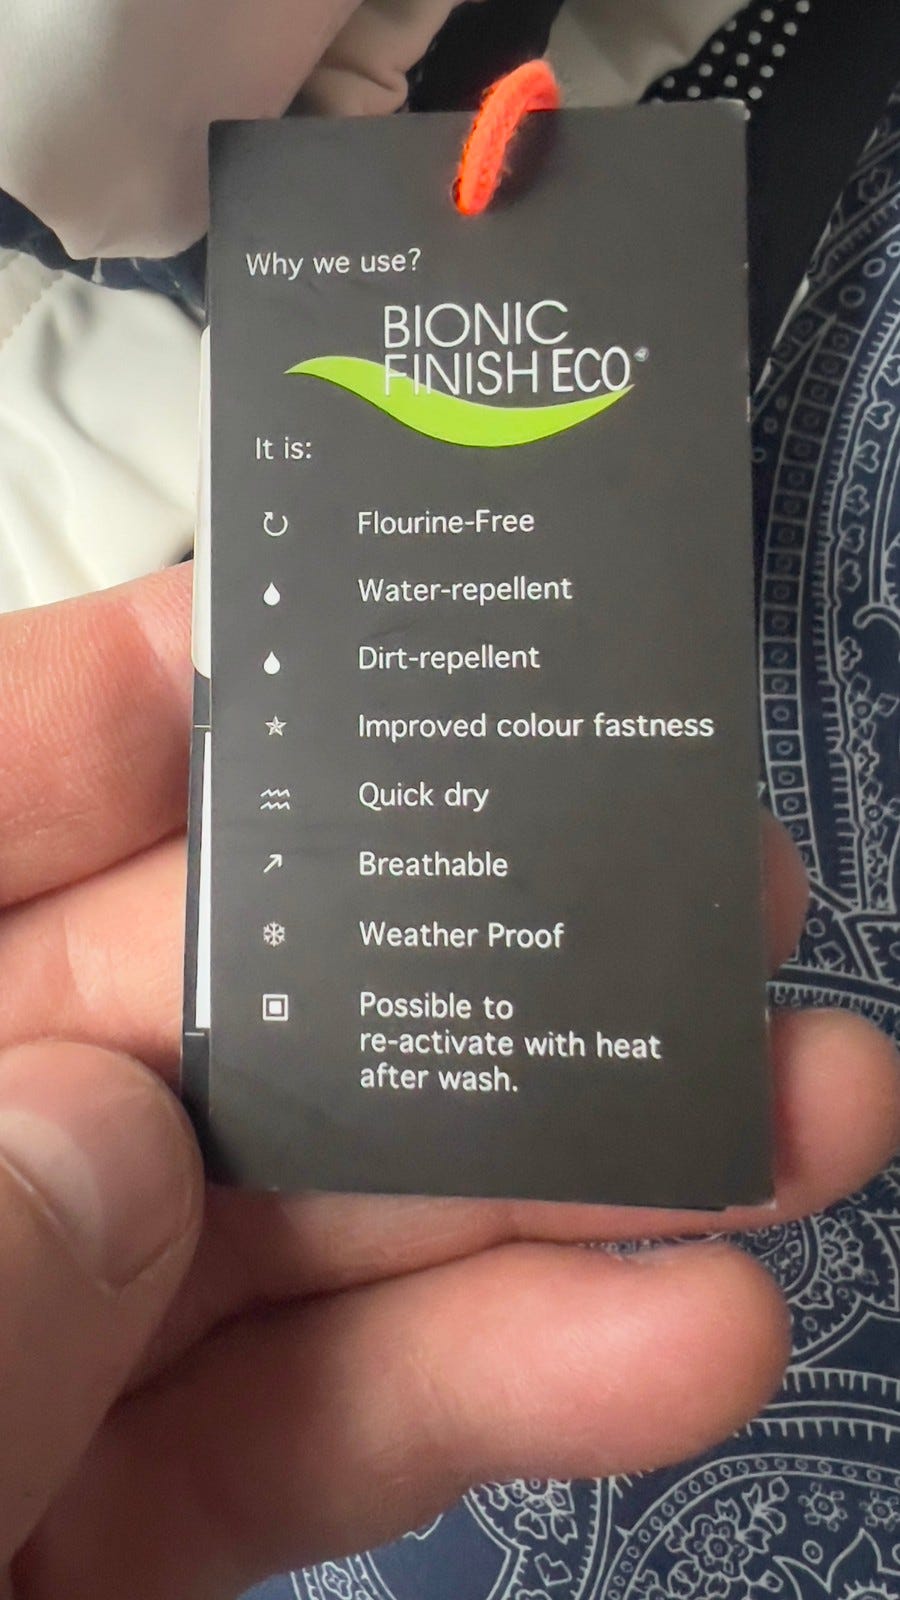 Why we use?
BIONIC
FINISH ECO®
It is:
Flourine-Free
Water-repellent
Dirt-repellent
Improved colour fastness
Quick dry
Breathable
Weather Proof
Possible to
re-activate with heat
after wash.